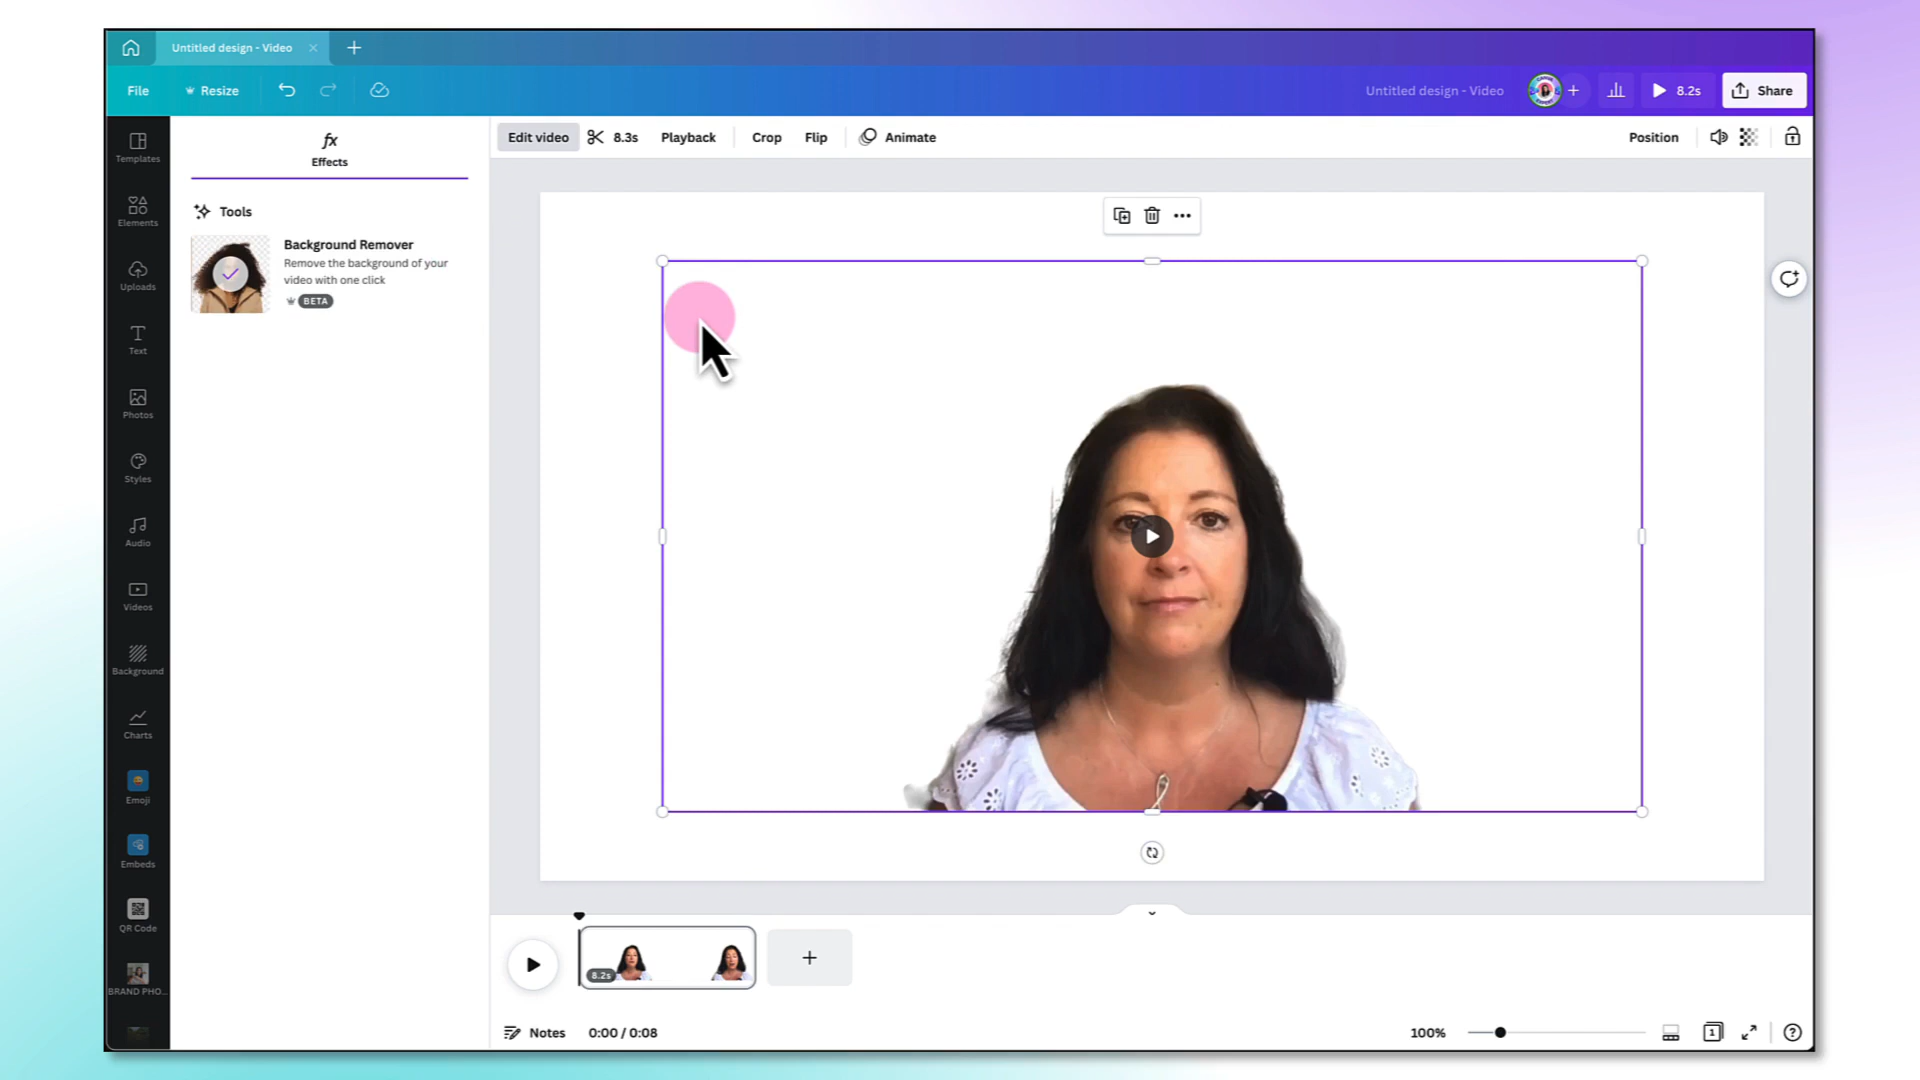 Untitled design - Video
File
Resize
Untitled design - Video
8.2s
Share
Templates
Elements
Uploads
Text
Photos
Styles
Audio
Videos
Background
Charts
Emoji
Embeds
QR Code
BRAND PHO...
fx
Effects
Tools
Background Remover
Remove the background of your
video with one click
BETA
Edit video
8.3s
Playback
Crop
Flip
Animate
Position
8.2s
Notes
0:00 / 0:08
100%
1